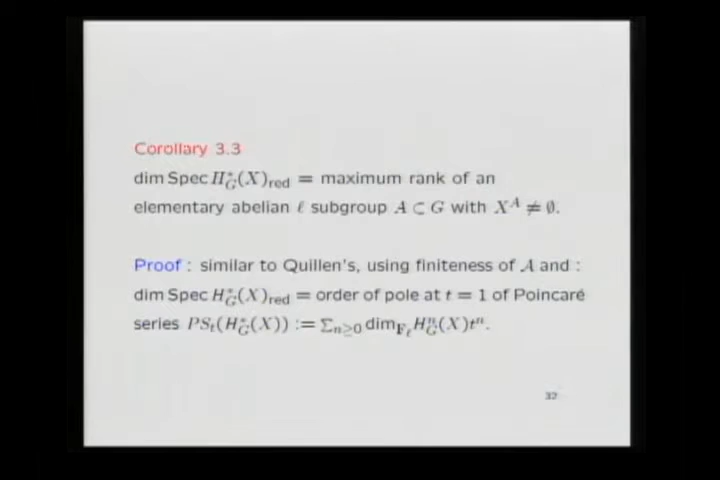 Corollary 3.3
dim Spec H*_G(X)_red = maximum rank of an
elementary abelian ℓ subgroup A ⊂ G with X^A ≠ ∅.
Proof : similar to Quillen's, using finiteness of 𝒜 and :
dim Spec H*_G(X)_red = order of pole at t = 1 of Poincaré
series PS_t(H*_G(X)) := Σ_{n≥0} dim_{F_ℓ} H^n_G(X)t^n.
32